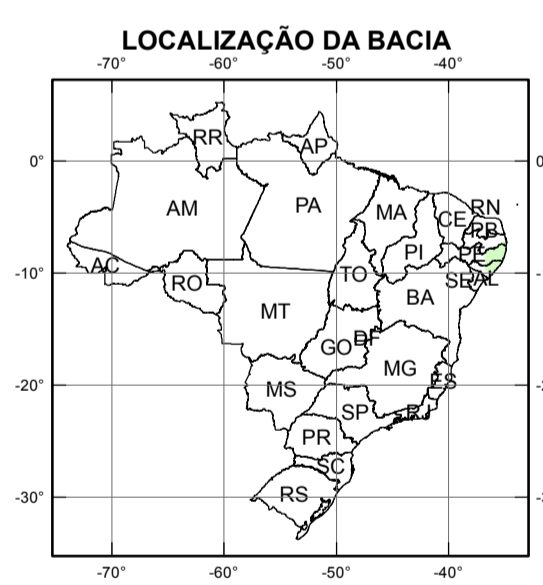 LOCALIZAÇÃO DA BACIA
-70° -60° -50° -40°
RR AP
0° 0
AM PA MA CE RN
PB
PI PE
AC TO SE AL
-10°
RO BA
MT
GO DF
MG
ES
-20°
MS SP RJ
PR
SC
RS
-30°
-70° -60° -50° -40°